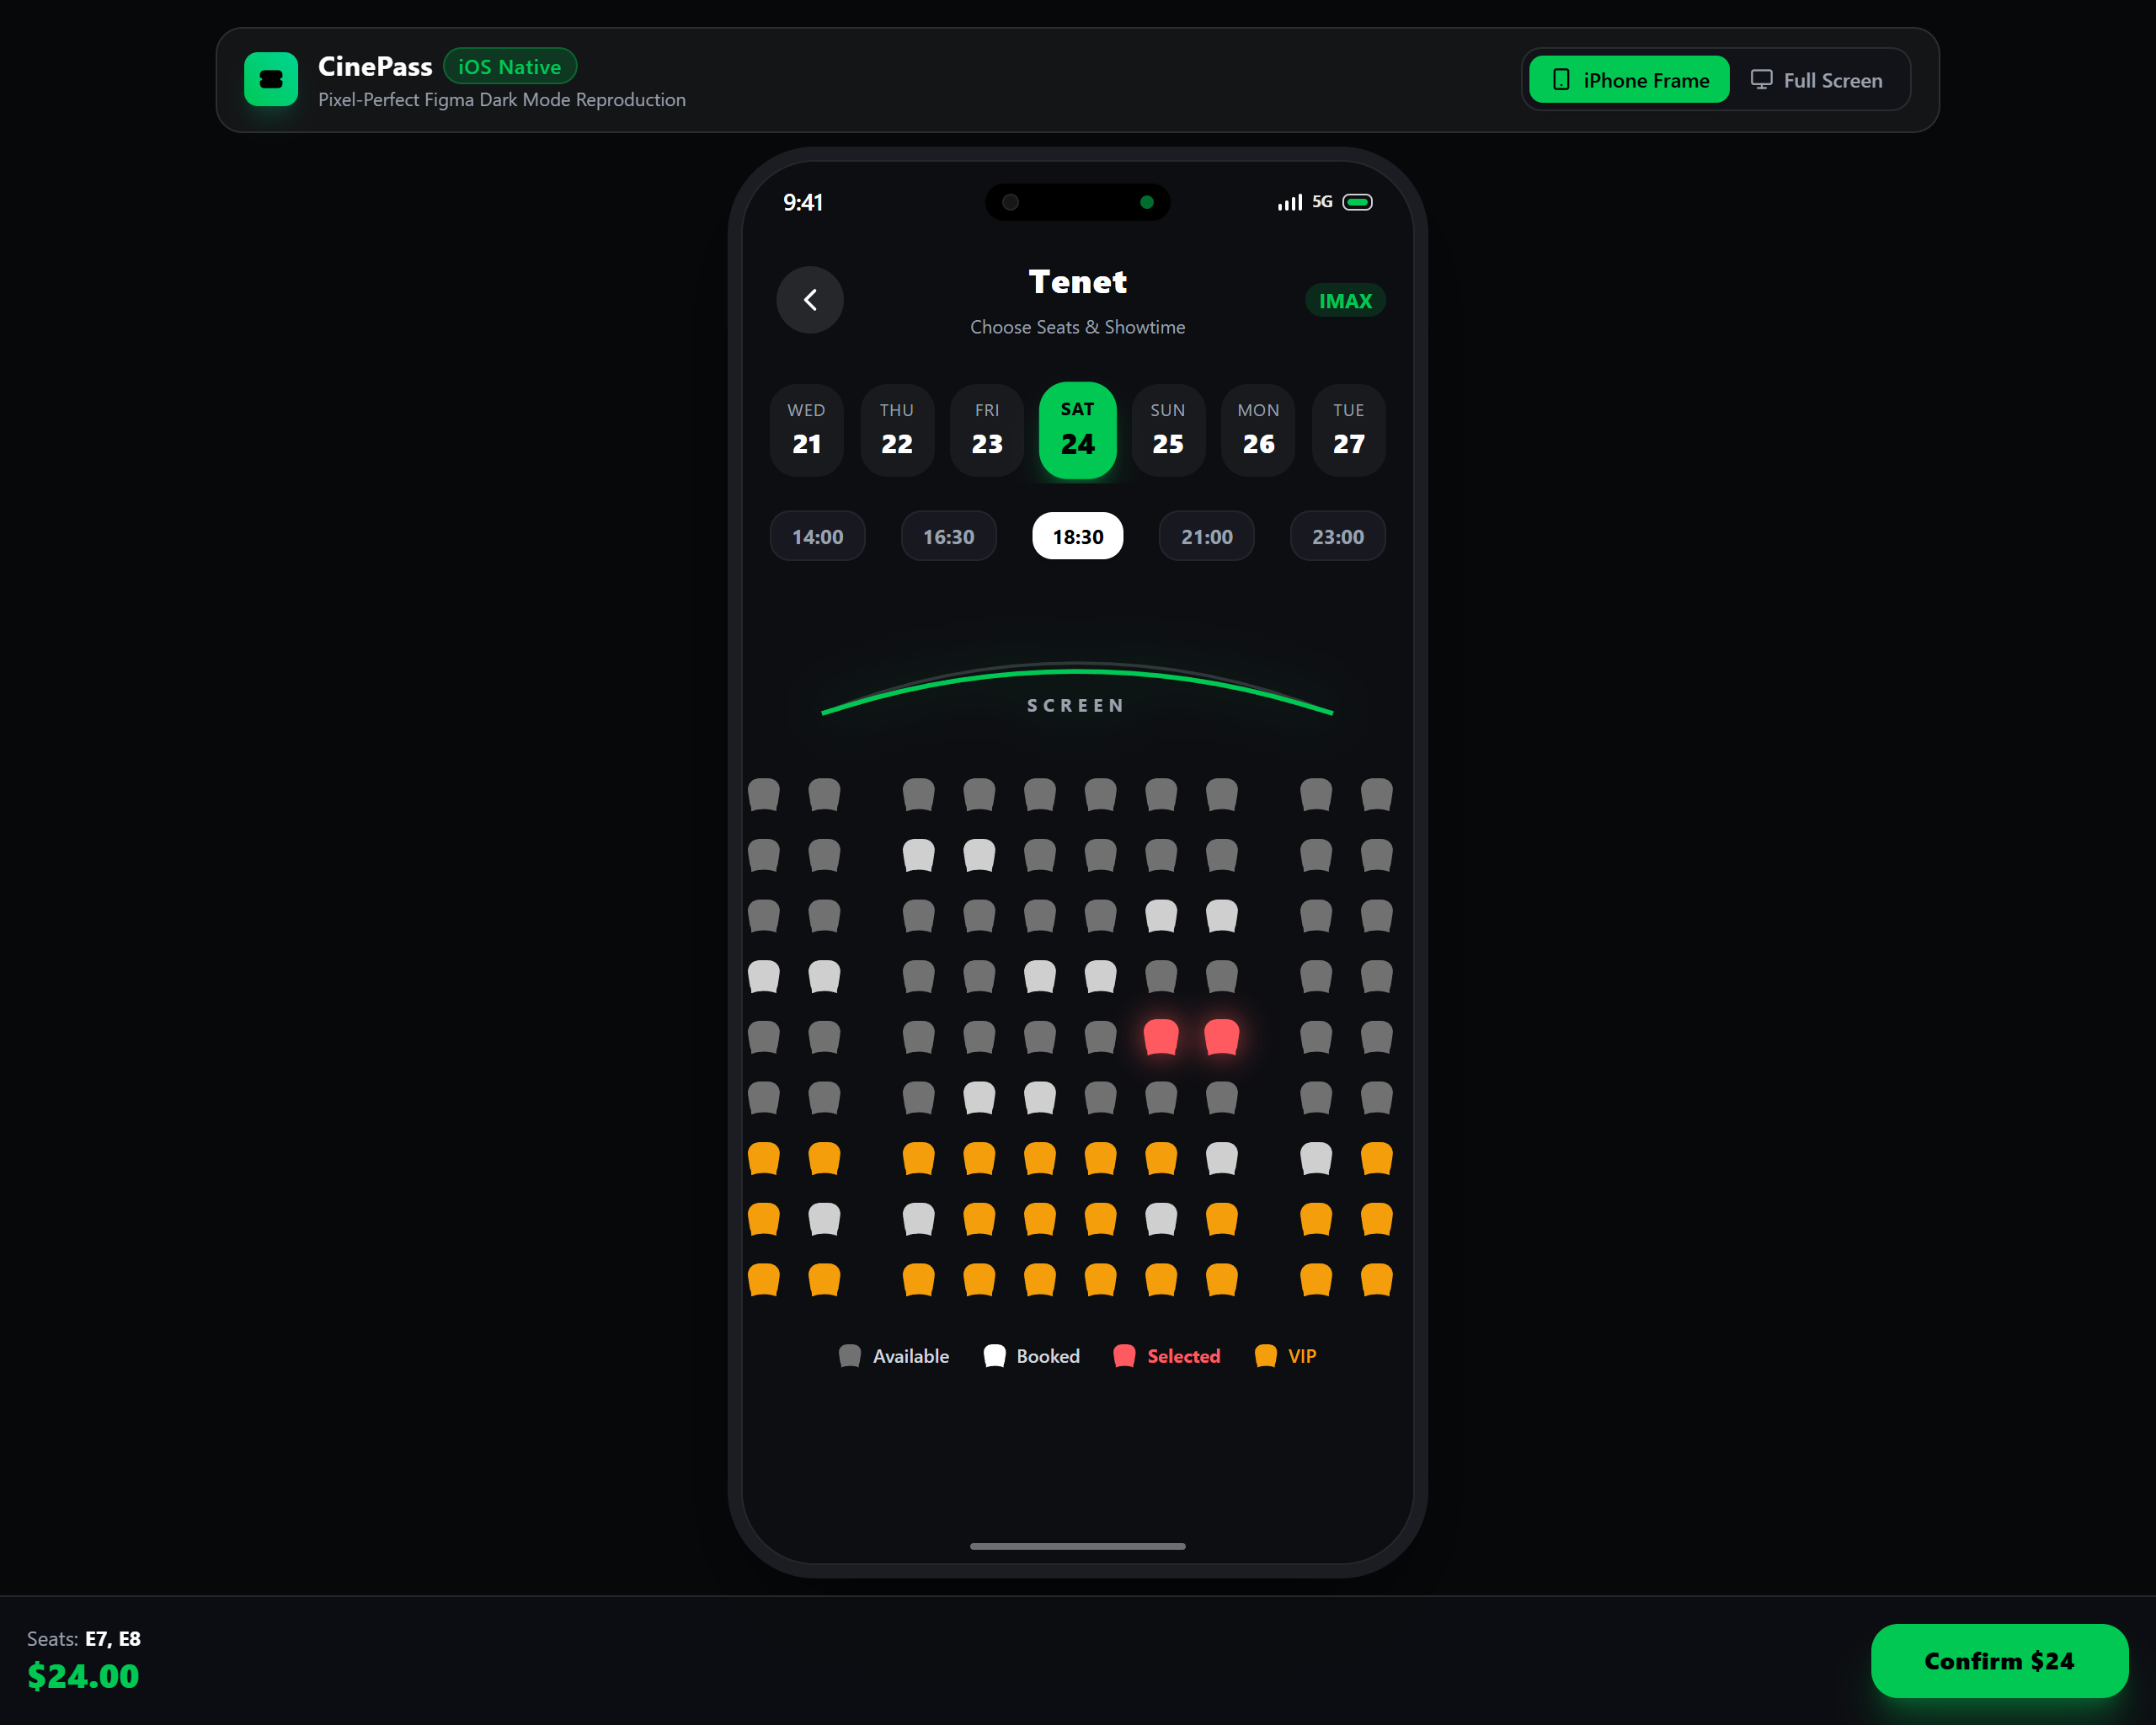 CinePass iOS Native
Pixel-Perfect Figma Dark Mode Reproduction
iPhone Frame Full Screen
9:41 5G
Tenet
Choose Seats & Showtime
IMAX
WED THU FRI SAT SUN MON TUE
21 22 23 24 25 26 27
14:00 16:30 18:30 21:00 23:00
SCREEN
Available Booked Selected VIP
Seats: E7, E8
$24.00
Confirm $24